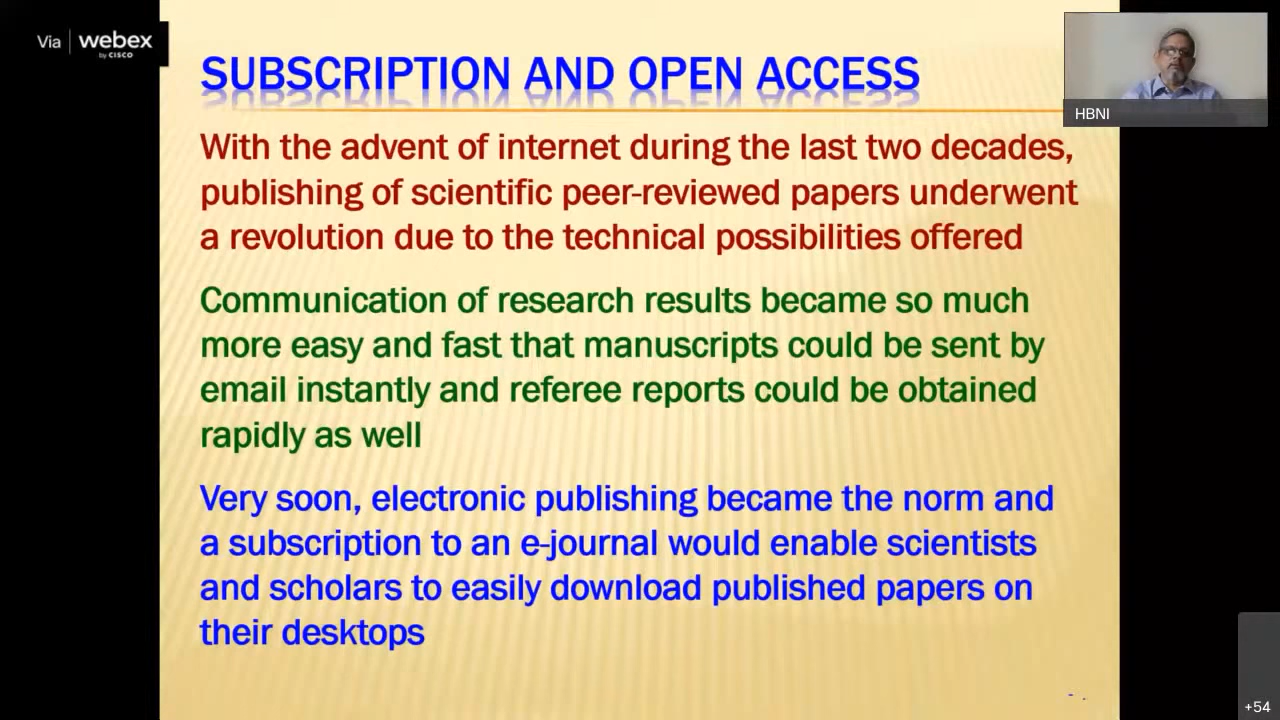 Via webex
by CISCO
SUBSCRIPTION AND OPEN ACCESS
HBNI
With the advent of internet during the last two decades,
publishing of scientific peer-reviewed papers underwent
a revolution due to the technical possibilities offered
Communication of research results became so much
more easy and fast that manuscripts could be sent by
email instantly and referee reports could be obtained
rapidly as well
Very soon, electronic publishing became the norm and
a subscription to an e-journal would enable scientists
and scholars to easily download published papers on
their desktops
+54